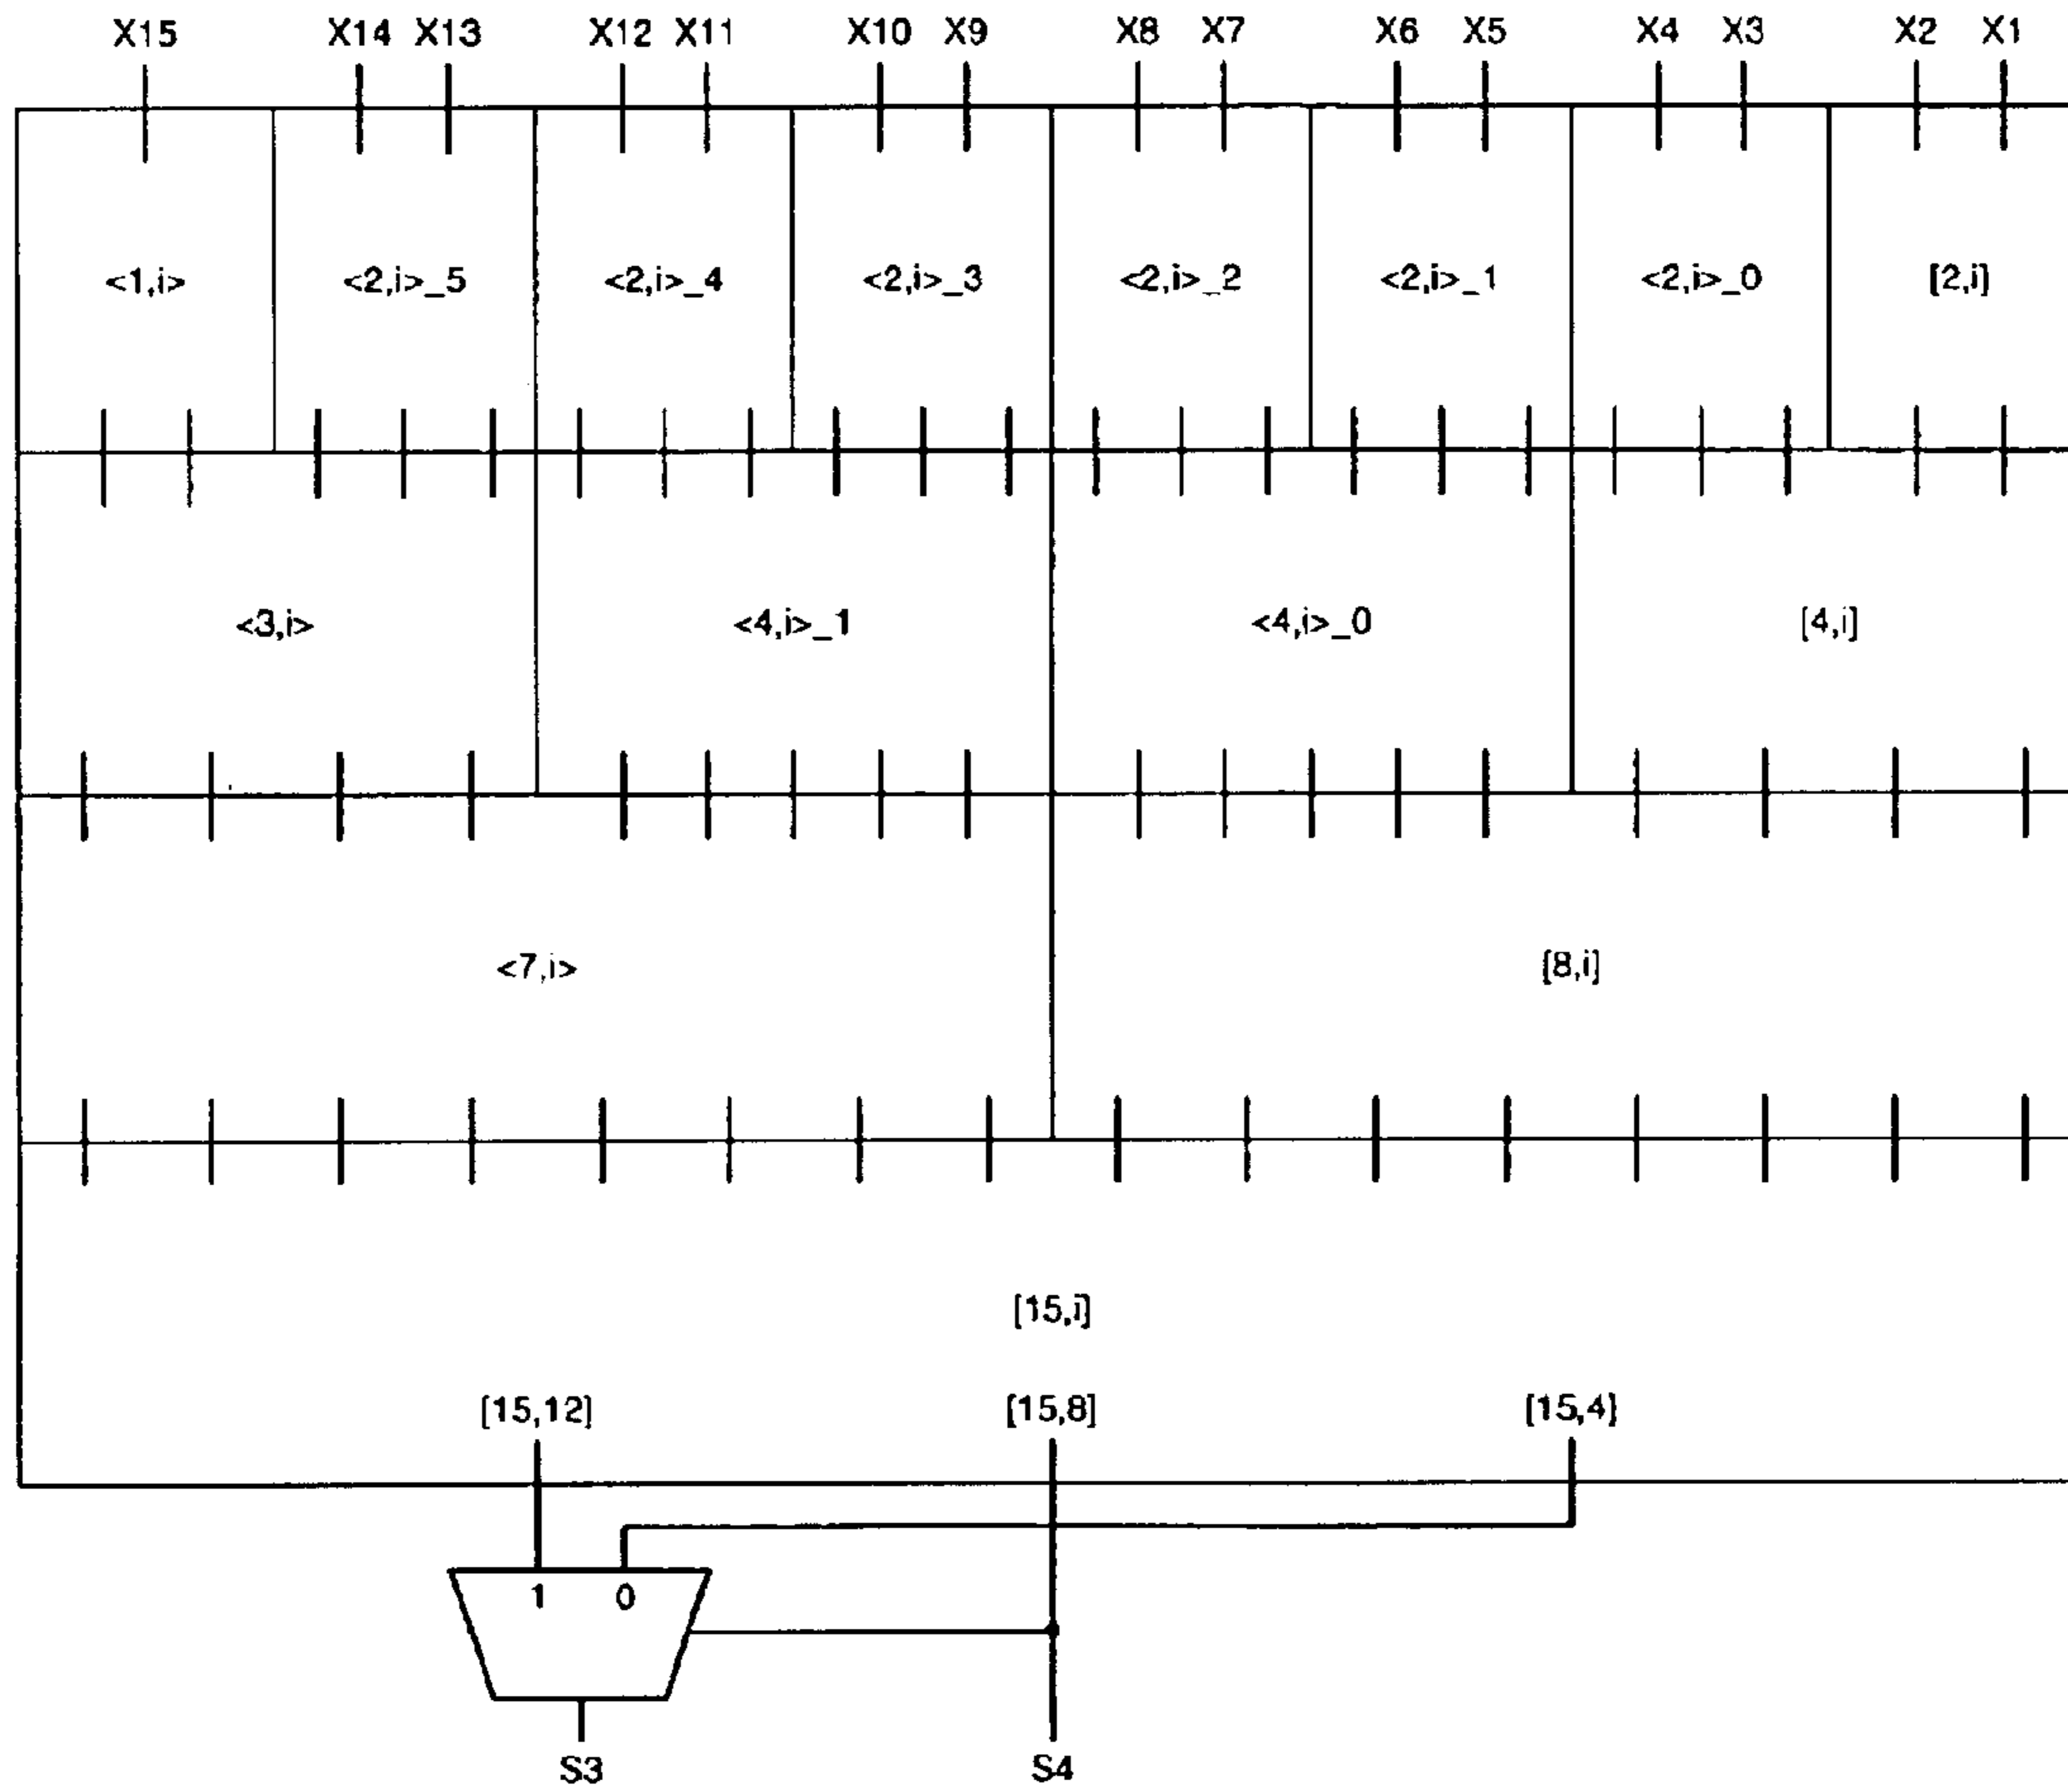 X15 X14 X13 X12 X11 X10 X9 X8 X7 X6 X5 X4 X3 X2 X1
<1,i> <2,i>_5 <2,i>_4 <2,i>_3 <2,i>_2 <2,i>_1 <2,i>_0 [2,i]
<3,i> <4,i>_1 <4,i>_0 [4,i]
<7,i> [8,i]
[15,i]
[15,12] [15,8] [15,4]
1 0
S3 S4